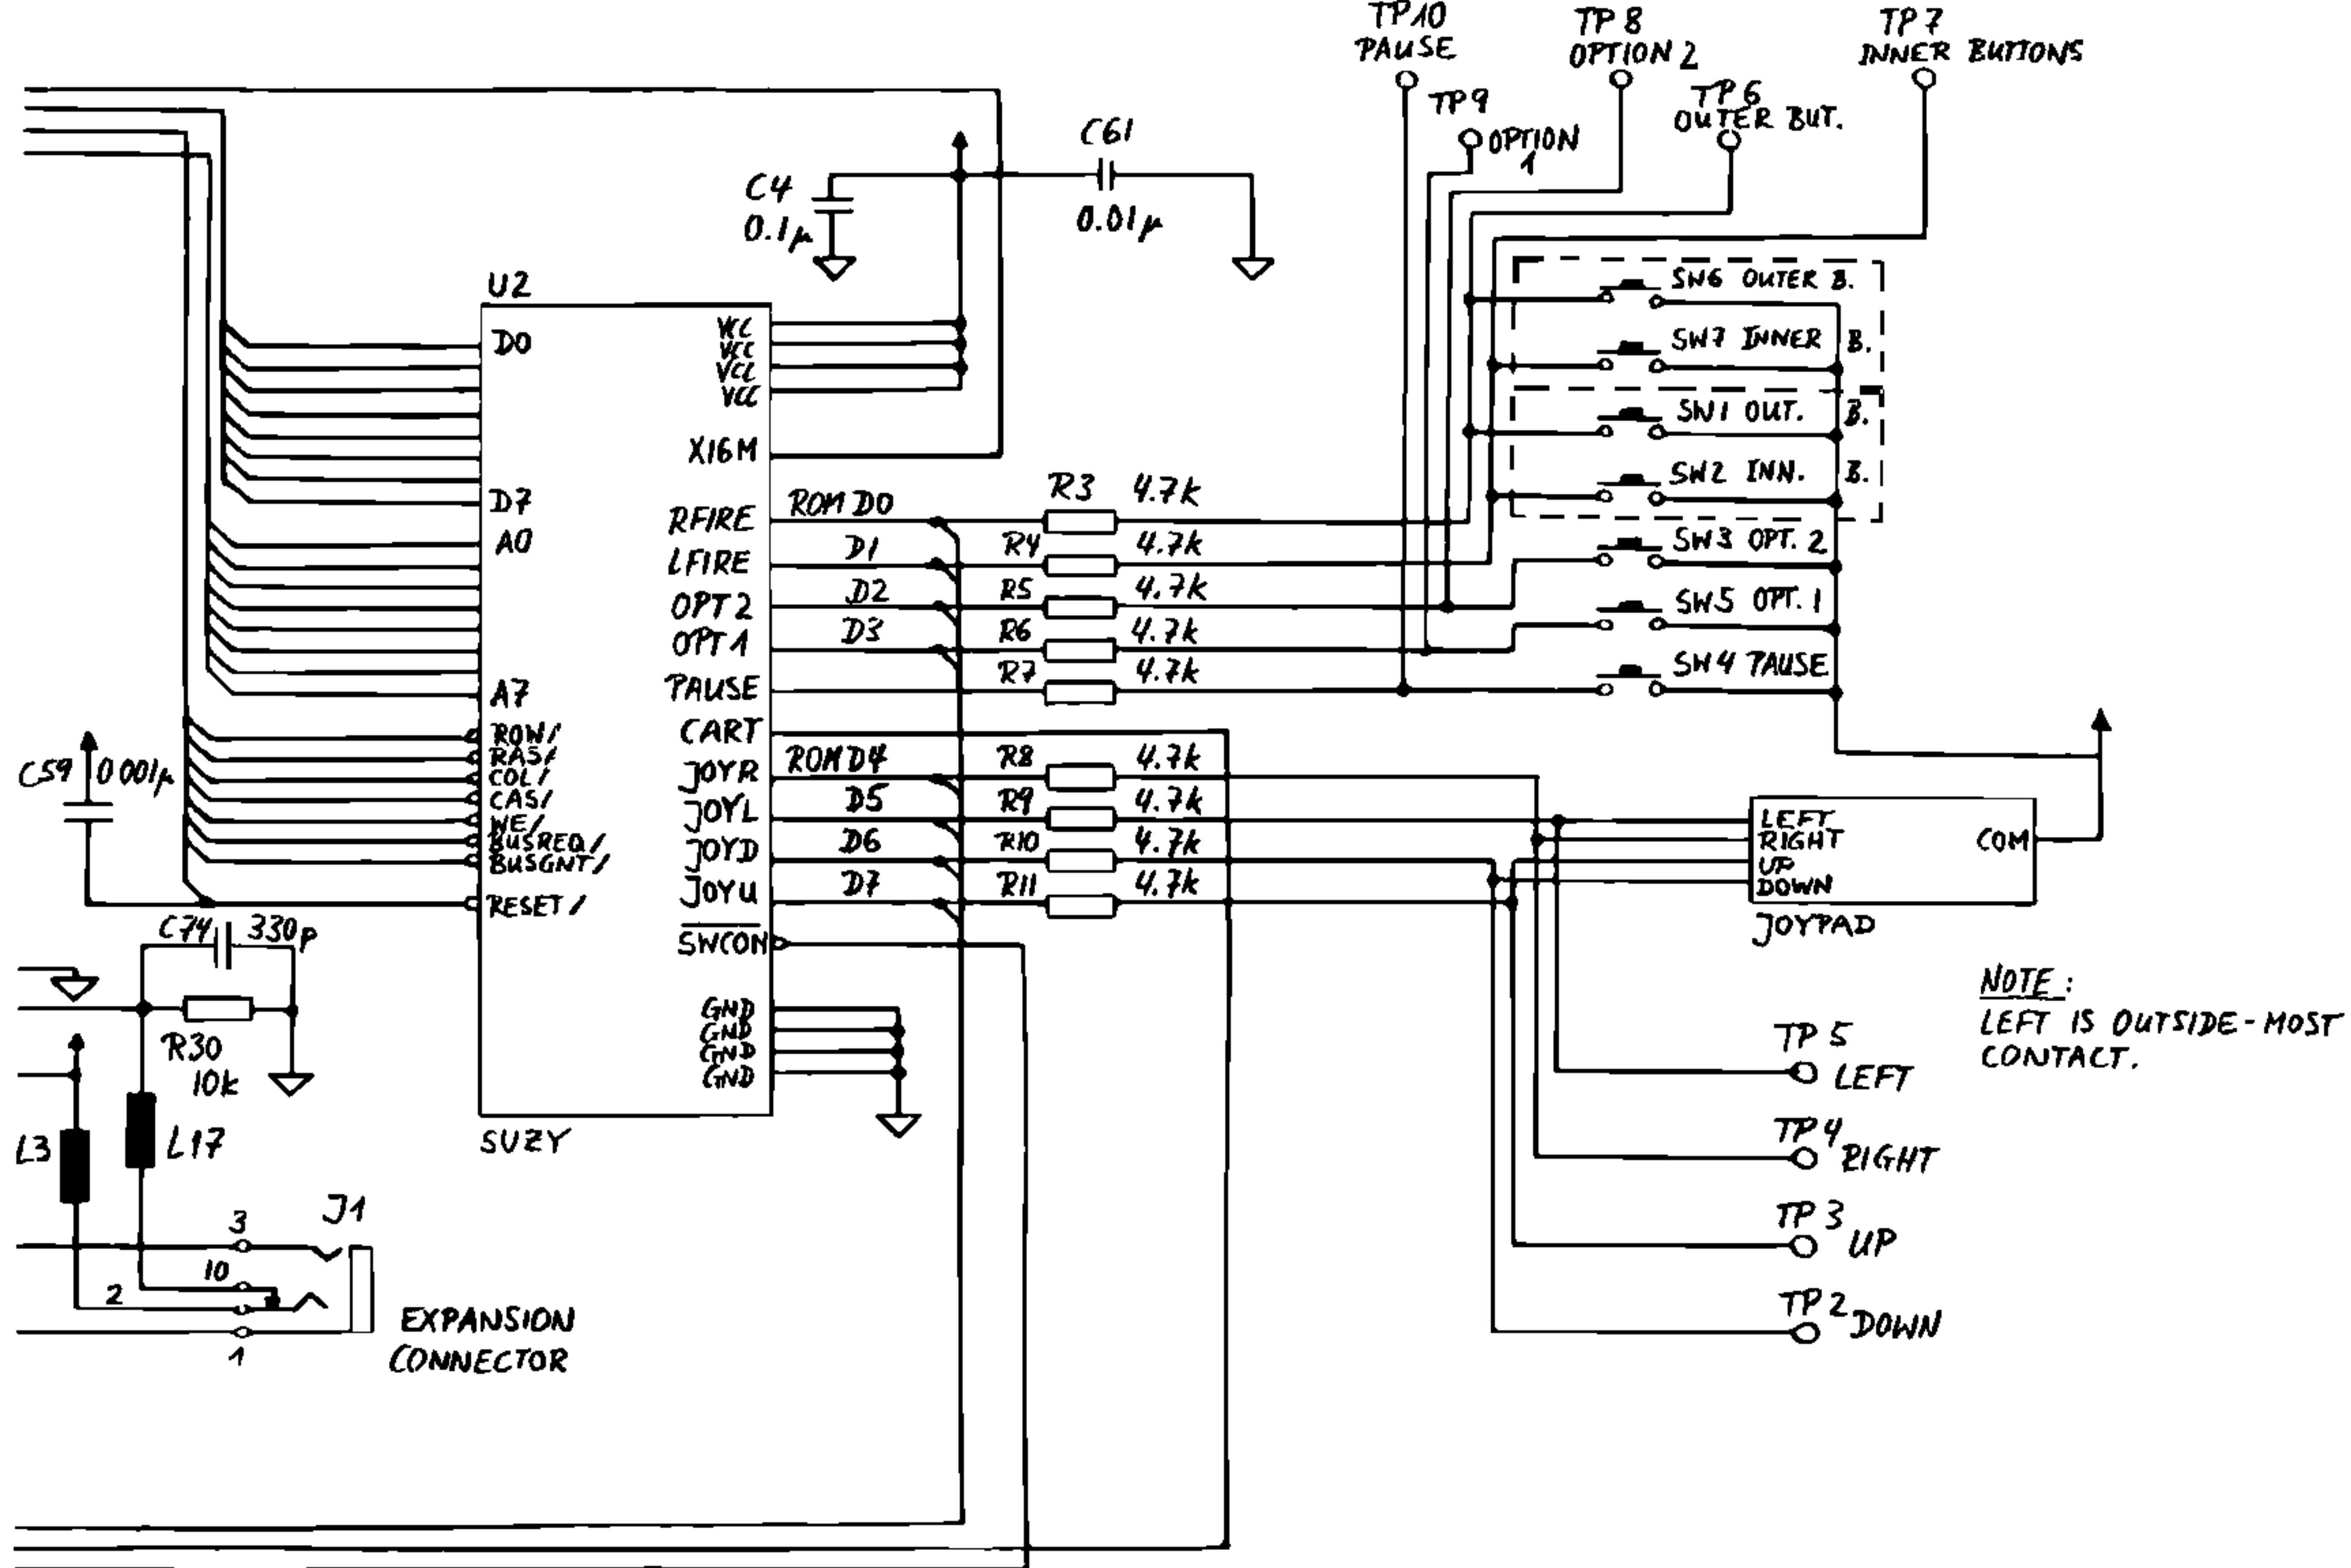 TP10
PAUSE
TP 8
OPTION 2
TP 7
INNER BUTTONS
TP9
OPTION
1
TP 6
OUTER BUT.
C61
0.01µ
C4
0.1µ
SW6 OUTER B.
SW7 INNER B.
SW1 OUT. B.
SW2 INN. B.
SW3 OPT. 2
SW5 OPT. 1
SW4 PAUSE
U2
D0
D7
A0
A7
ROW/
RAS/
COL/
CAS/
WE/
BUSREQ/
BUSGNT/
RESET/
VCC
VCC
VCC
VCC
X16M
RFIRE
LFIRE
OPT 2
OPT 1
PAUSE
CART
JOYR
JOYL
JOYD
JOYU
SWCON
GND
GND
GND
GND
SUZY
ROM D0
D1
D2
D3
ROM D4
D5
D6
D7
R3 4.7k
R4 4.7k
R5 4.7k
R6 4.7k
R7 4.7k
R8 4.7k
R9 4.7k
R10 4.7k
R11 4.7k
LEFT
RIGHT
UP
DOWN
COM
JOYPAD
NOTE:
LEFT IS OUTSIDE-MOST
CONTACT.
TP 5
LEFT
TP 4
RIGHT
TP 3
UP
TP 2
DOWN
C59 0 001µ
C74 330p
R30
10k
L3
L17
J1
3
10
2
1
EXPANSION
CONNECTOR